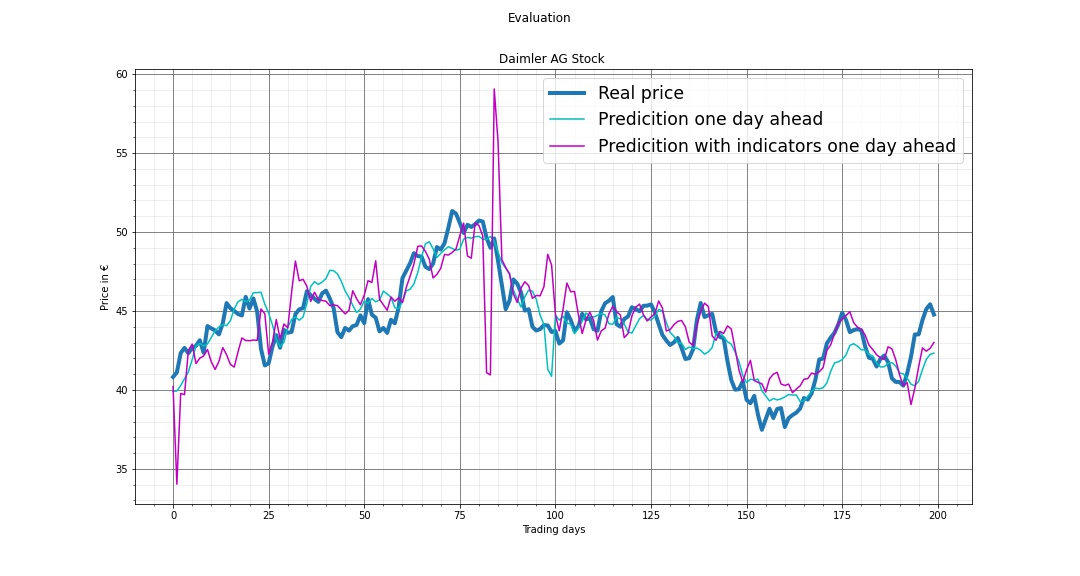 Evaluation
Daimler AG Stock
60
55
50
45
40
35
Price in €
Real price
Predicition one day ahead
Predicition with indicators one day ahead
0 25 50 75 100 125 150 175 200
Trading days